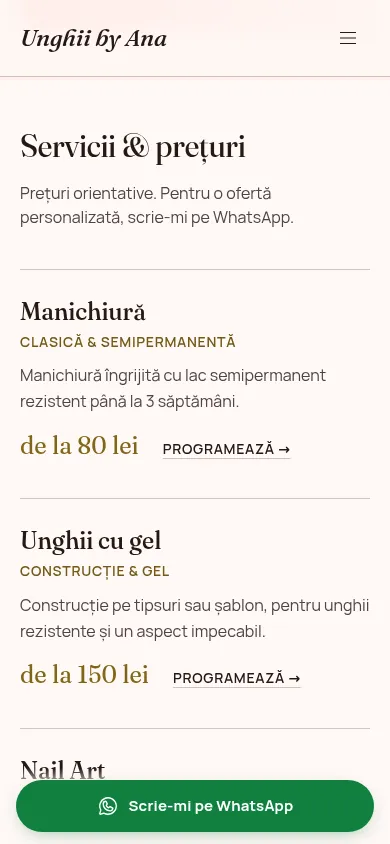 Unghii by Ana
Servicii & prețuri
Prețuri orientative. Pentru o ofertă
personalizată, scrie-mi pe WhatsApp.
Manichiură
CLASICĂ & SEMIPERMANENTĂ
Manichiură îngrijită cu lac semipermanent
rezistent până la 3 săptămâni.
de la 80 lei PROGRAMEAZĂ →
Unghii cu gel
CONSTRUCȚIE & GEL
Construcție pe tipsuri sau șablon, pentru unghii
rezistente și un aspect impecabil.
de la 150 lei PROGRAMEAZĂ →
Nail Art
Scrie-mi pe WhatsApp